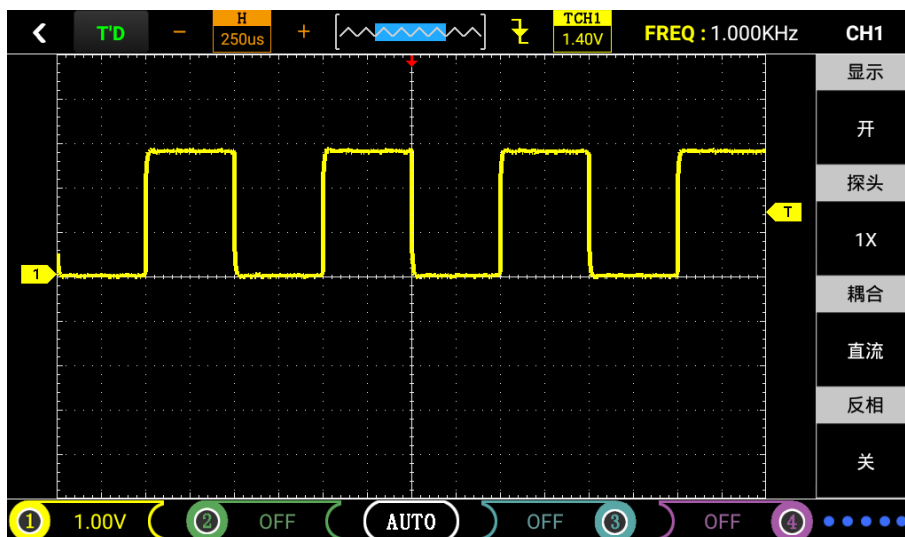 T'D
−
H
250us
+
TCH1
1.40V
FREQ : 1.000KHz
CH1
显示
开
探头
1X
耦合
直流
反相
关
T
1
1
1.00V
2
OFF
AUTO
OFF
3
OFF
4